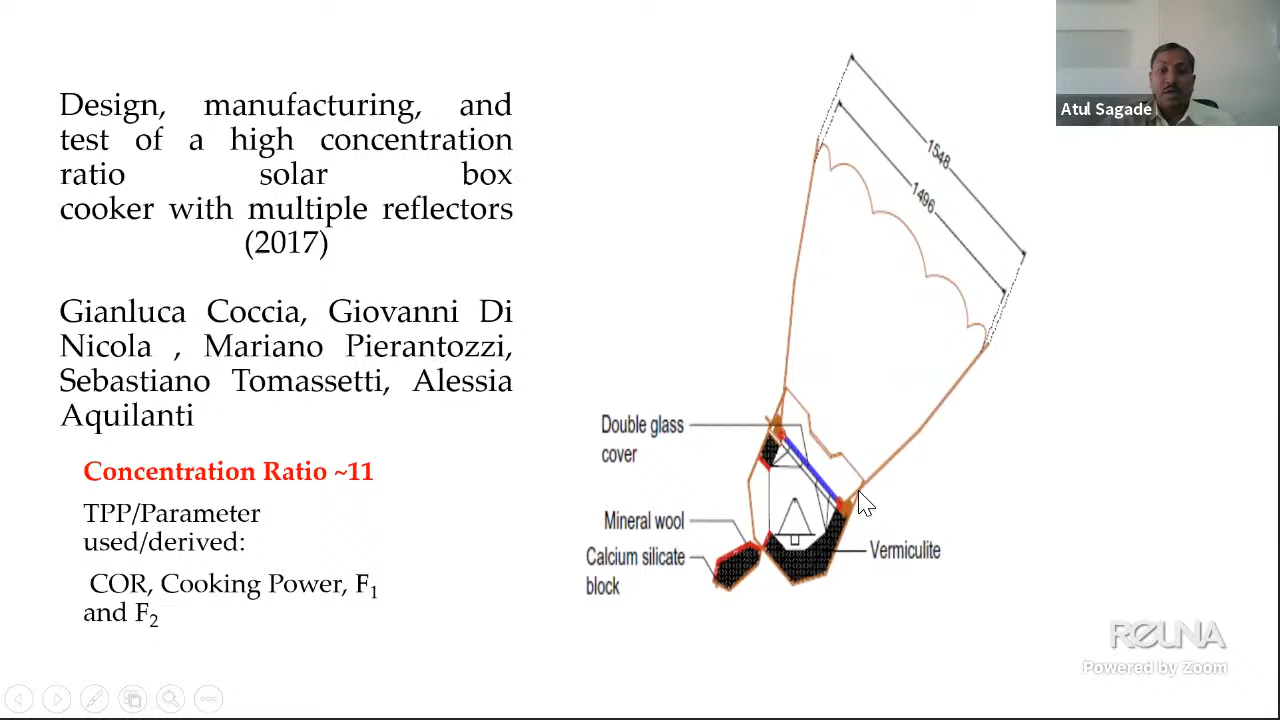 Design, manufacturing, and
test of a high concentration
ratio solar box
cooker with multiple reflectors
(2017)
Gianluca Coccia, Giovanni Di
Nicola , Mariano Pierantozzi,
Sebastiano Tomassetti, Alessia
Aquilanti
Concentration Ratio ~11
TPP/Parameter
used/derived:
COR, Cooking Power, F1
and F2
1548
1496
Double glass
cover
Mineral wool
Calcium silicate
block
Vermiculite
Atul Sagade
REUNA
Powered by Zoom